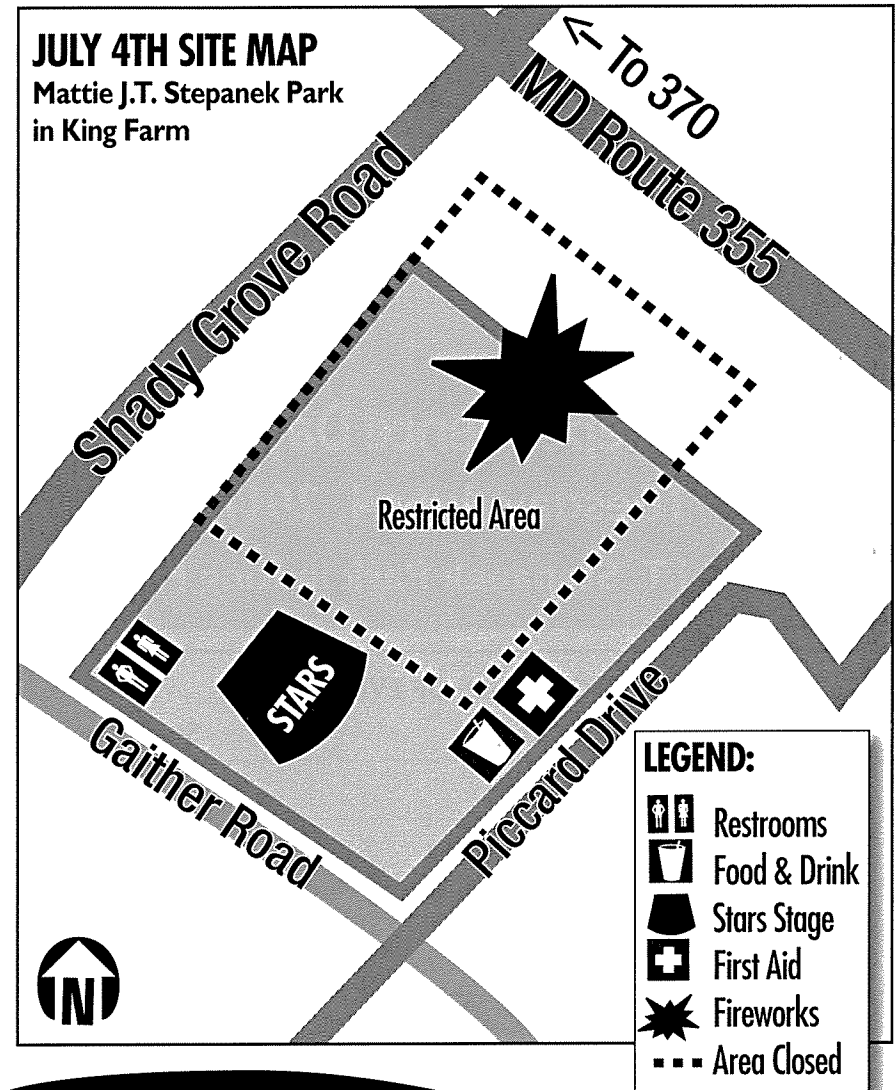 JULY 4TH SITE MAP
Mattie J.T. Stepanek Park
in King Farm
<- To 370
MD Route 355
Shady Grove Road
Restricted Area
STARS
Gaither Road
Piccard Drive
N
LEGEND:
Restrooms
Food & Drink
Stars Stage
First Aid
Fireworks
Area Closed